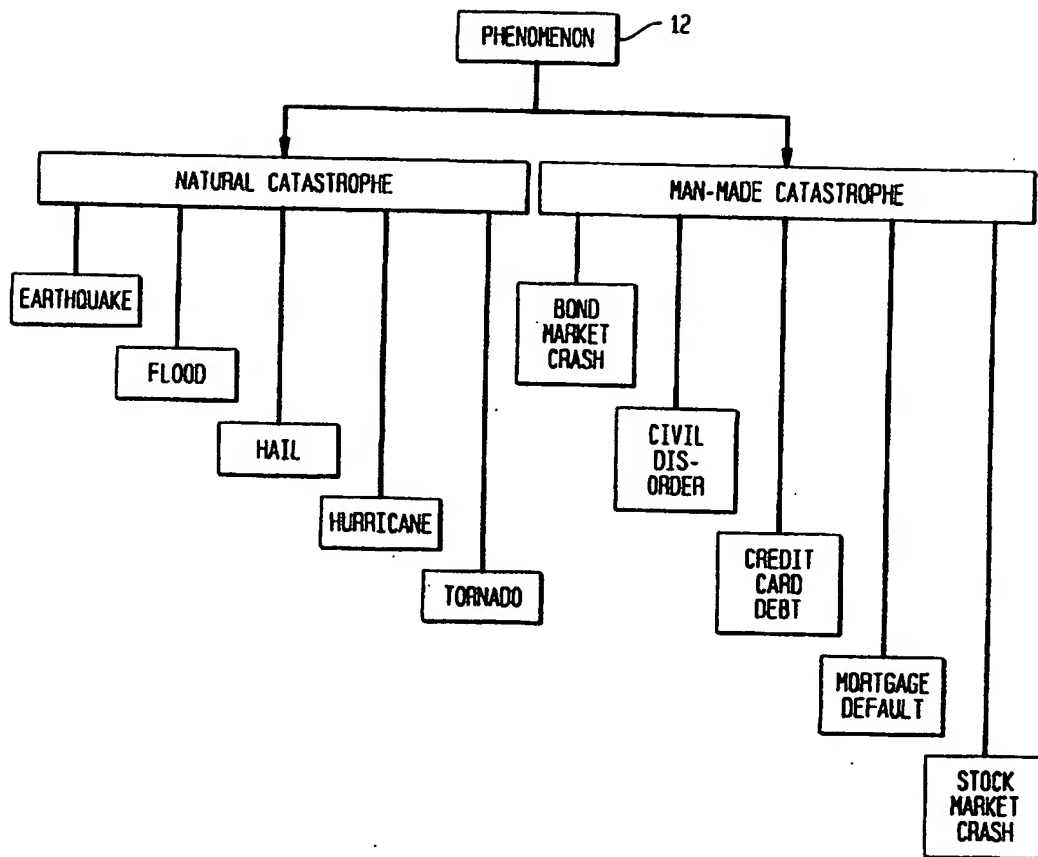 PHENOMENON
12
NATURAL CATASTROPHE
MAN-MADE CATASTROPHE
EARTHQUAKE
FLOOD
HAIL
HURRICANE
TORNADO
BOND
MARKET
CRASH
CIVIL
DIS-
ORDER
CREDIT
CARD
DEBT
MORTGAGE
DEFAULT
STOCK
MARKET
CRASH